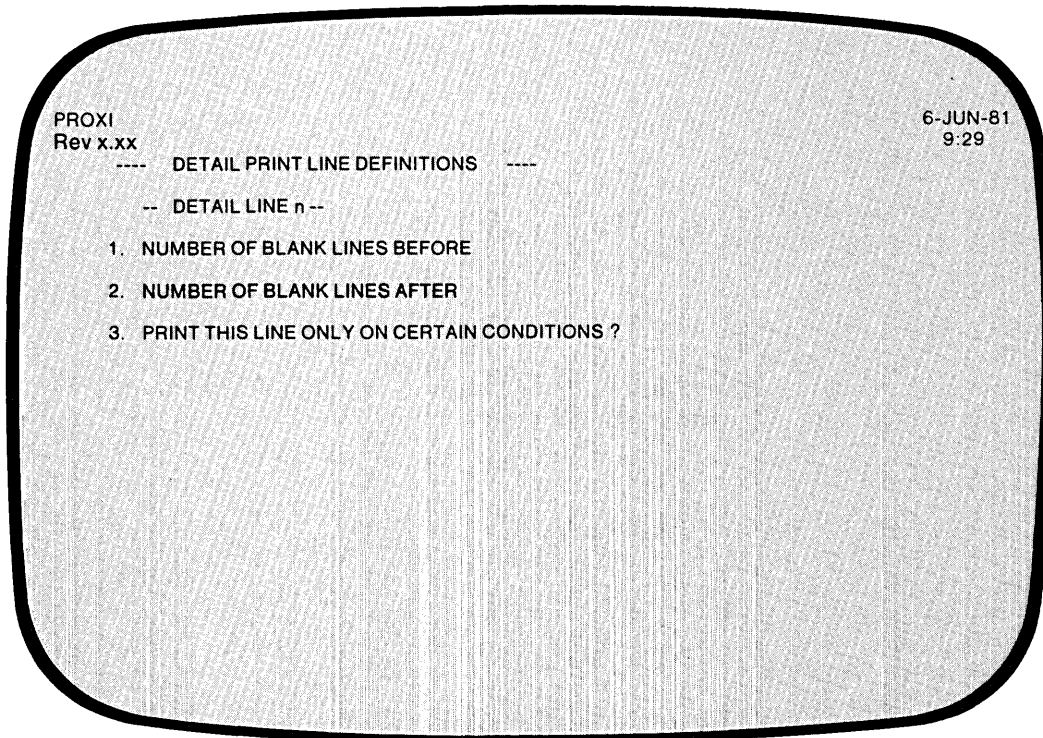 PROXI 6-JUN-81
Rev x.xx 9:29
---- DETAIL PRINT LINE DEFINITIONS ----
-- DETAIL LINE n --
1. NUMBER OF BLANK LINES BEFORE
2. NUMBER OF BLANK LINES AFTER
3. PRINT THIS LINE ONLY ON CERTAIN CONDITIONS ?